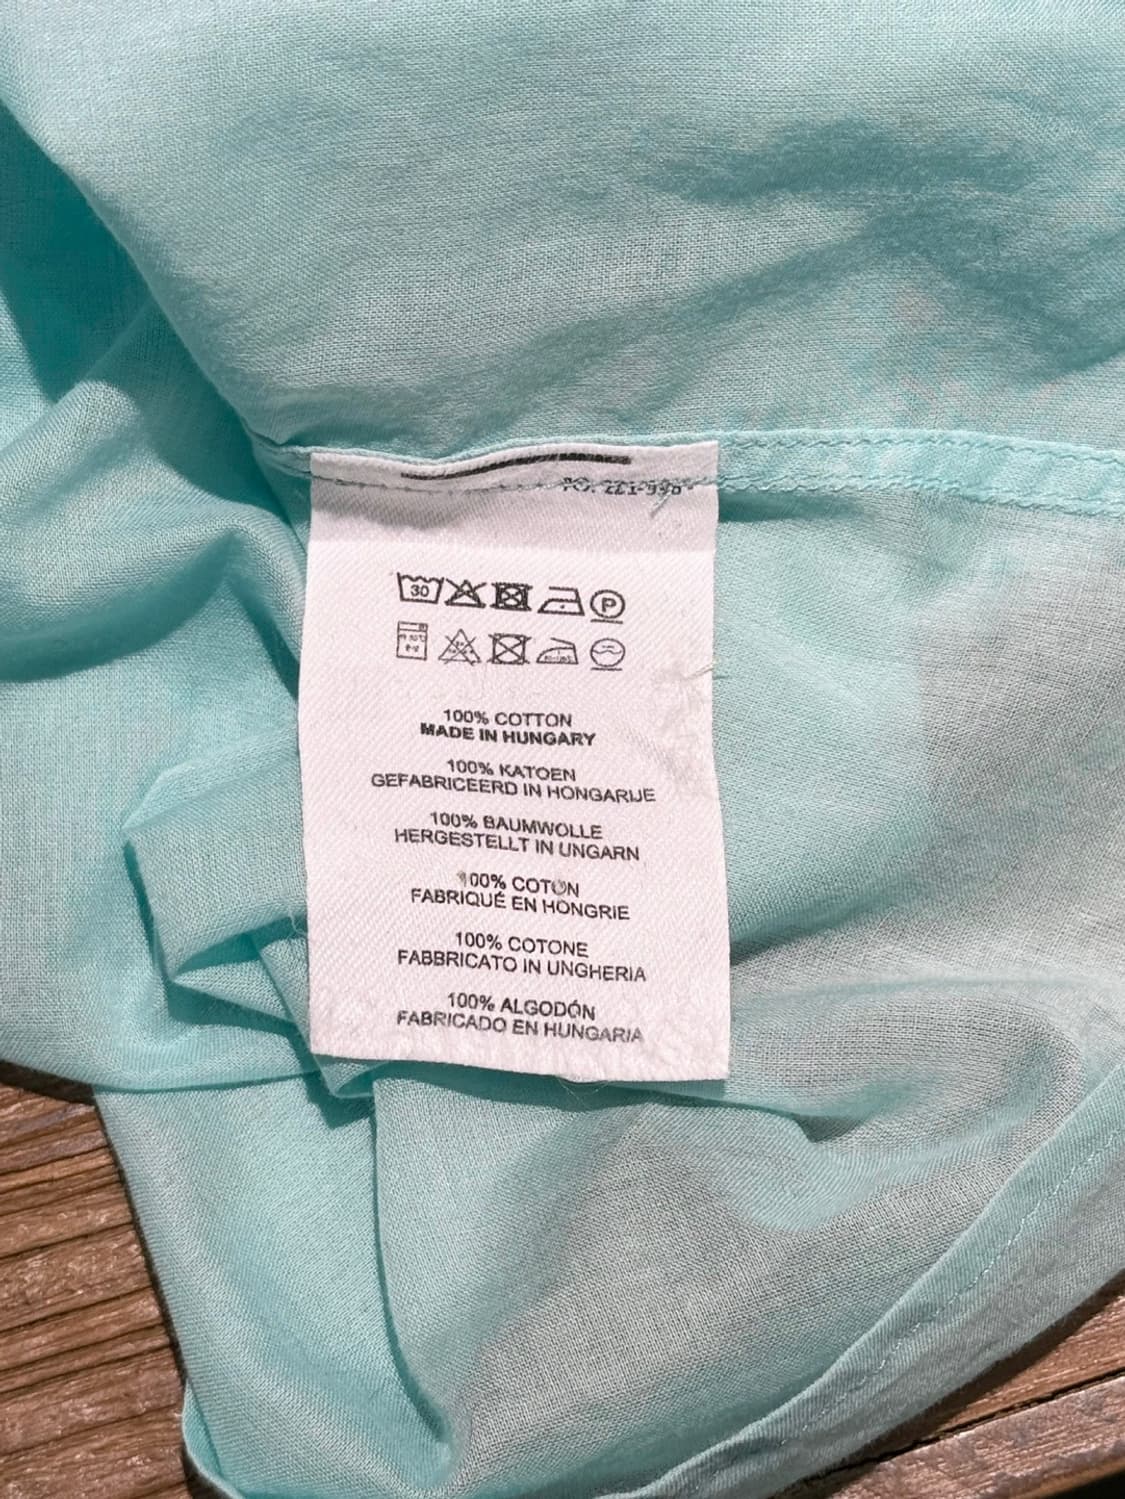 30
P
100% COTTON
MADE IN HUNGARY
100% KATOEN
GEFABRICEERD IN HONGARIJE
100% BAUMWOLLE
HERGESTELLT IN UNGARN
100% COTON
FABRIQUÉ EN HONGRIE
100% COTONE
FABBRICATO IN UNGHERIA
100% ALGODÓN
FABRICADO EN HUNGARIA